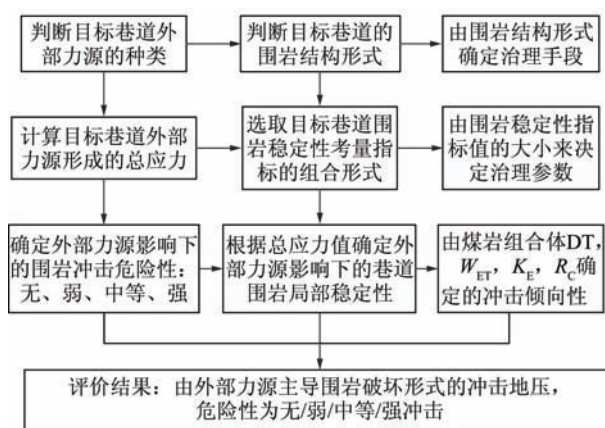 判断目标巷道外
部力源的种类
判断目标巷道的
围岩结构形式
由围岩结构形式
确定治理手段
计算目标巷道外部
力源形成的总应力
选取目标巷道围
岩稳定性考量指
标的组合形式
由围岩稳定性指
标值的大小来决
定治理参数
确定外部力源影响下
的围岩冲击危险性：
无、弱、中等、强
根据总应力值确定外
部力源影响下的巷道
围岩局部稳定性
由煤岩组合体DT，
W_ET，K_E，R_C确
定的冲击倾向性
评价结果：由外部力源主导围岩破坏形式的冲击地压，
危险性为无/弱/中等/强冲击